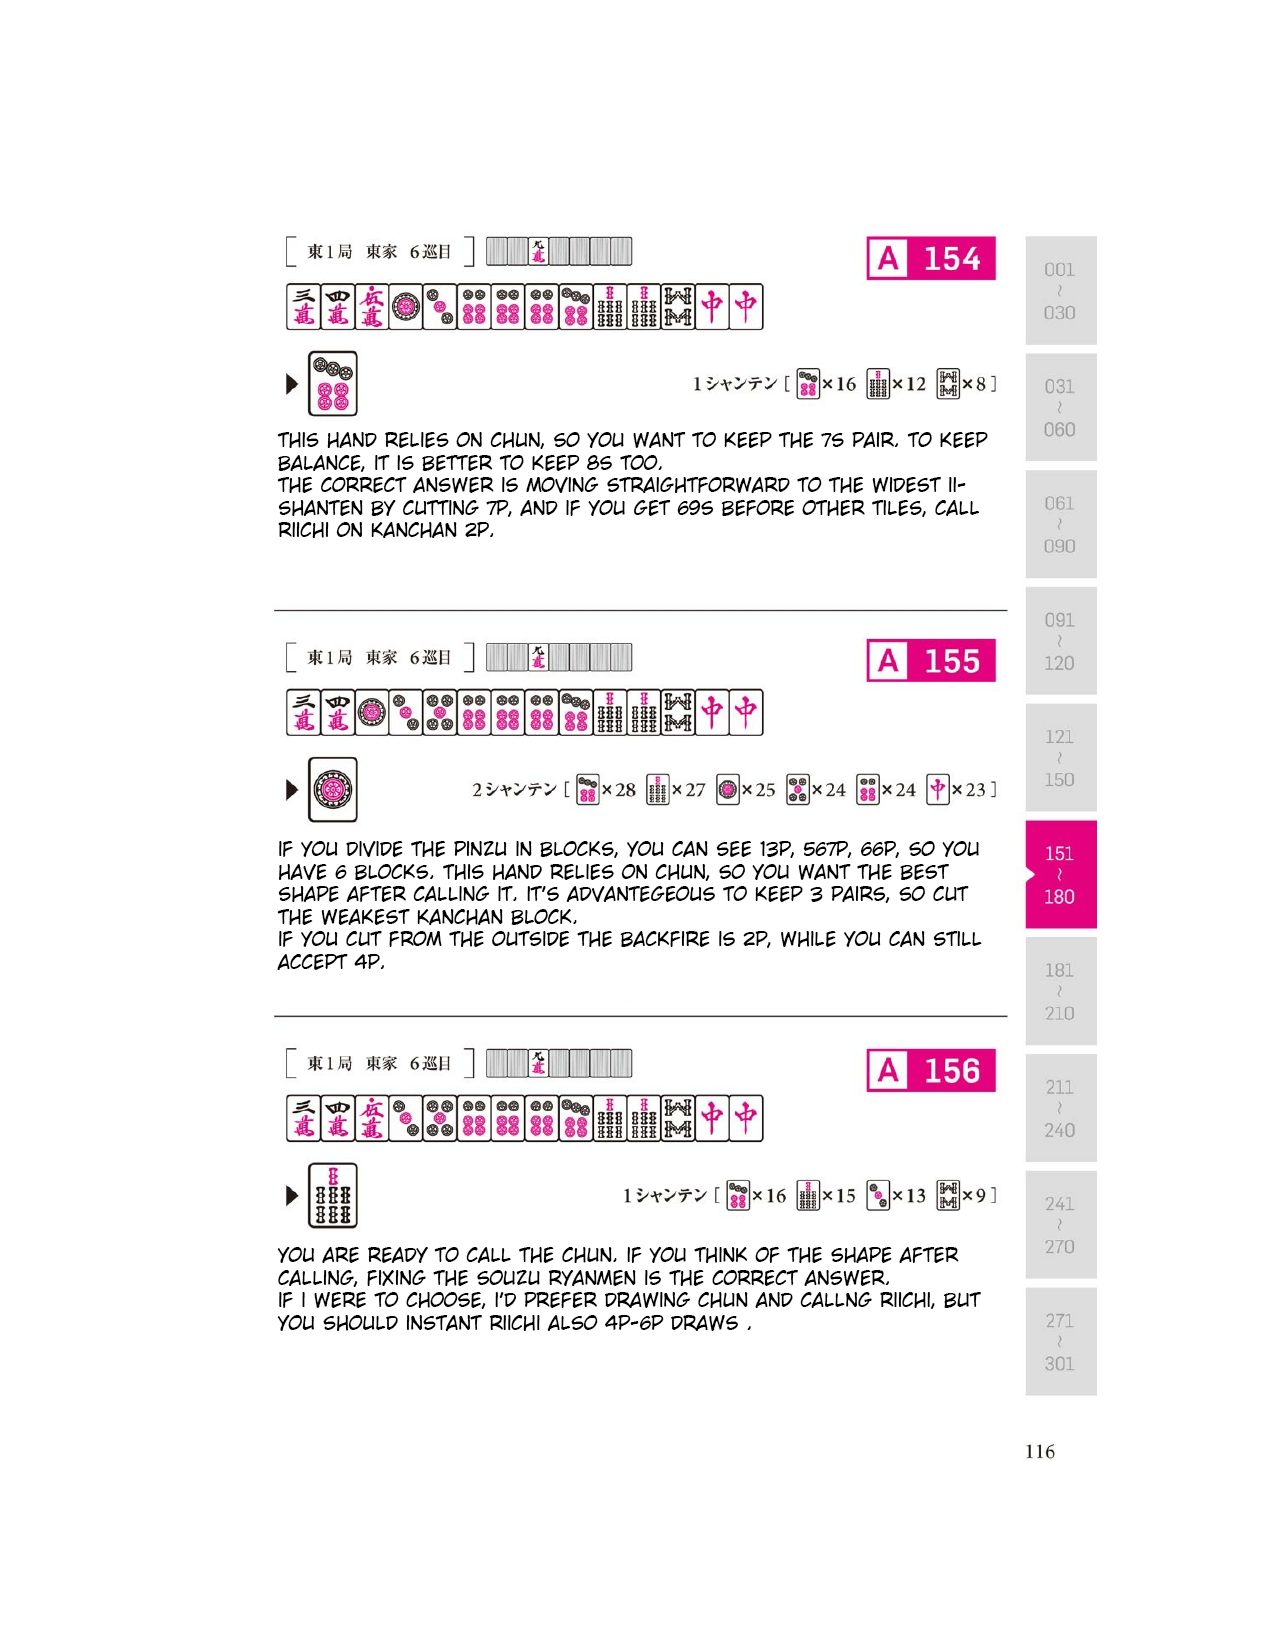 東1局 東家 6巡目
A 154
1シャンテン [ ×16 ×12 ×8 ]
THIS HAND RELIES ON CHUN, SO YOU WANT TO KEEP THE 7S PAIR. TO KEEP
BALANCE, IT IS BETTER TO KEEP 8S TOO.
THE CORRECT ANSWER IS MOVING STRAIGHTFORWARD TO THE WIDEST II-
SHANTEN BY CUTTING 7P, AND IF YOU GET 69S BEFORE OTHER TILES, CALL
RIICHI ON KANCHAN 2P.
東1局 東家 6巡目
A 155
2シャンテン [ ×28 ×27 ×25 ×24 ×24 中×23 ]
IF YOU DIVIDE THE PINZU IN BLOCKS, YOU CAN SEE 13P, 567P, 66P, SO YOU
HAVE 6 BLOCKS. THIS HAND RELIES ON CHUN, SO YOU WANT THE BEST
SHAPE AFTER CALLING IT. IT'S ADVANTEGEOUS TO KEEP 3 PAIRS, SO CUT
THE WEAKEST KANCHAN BLOCK.
IF YOU CUT FROM THE OUTSIDE THE BACKFIRE IS 2P, WHILE YOU CAN STILL
ACCEPT 4P.
東1局 東家 6巡目
A 156
1シャンテン [ ×16 ×15 ×13 ×9 ]
YOU ARE READY TO CALL THE CHUN. IF YOU THINK OF THE SHAPE AFTER
CALLING, FIXING THE SOUZU RYANMEN IS THE CORRECT ANSWER.
IF I WERE TO CHOOSE, I'D PREFER DRAWING CHUN AND CALLNG RIICHI, BUT
YOU SHOULD INSTANT RIICHI ALSO 4P-6P DRAWS .
001
~
030
031
~
060
061
~
090
091
~
120
121
~
150
151
~
180
181
~
210
211
~
240
241
~
270
271
~
301
116